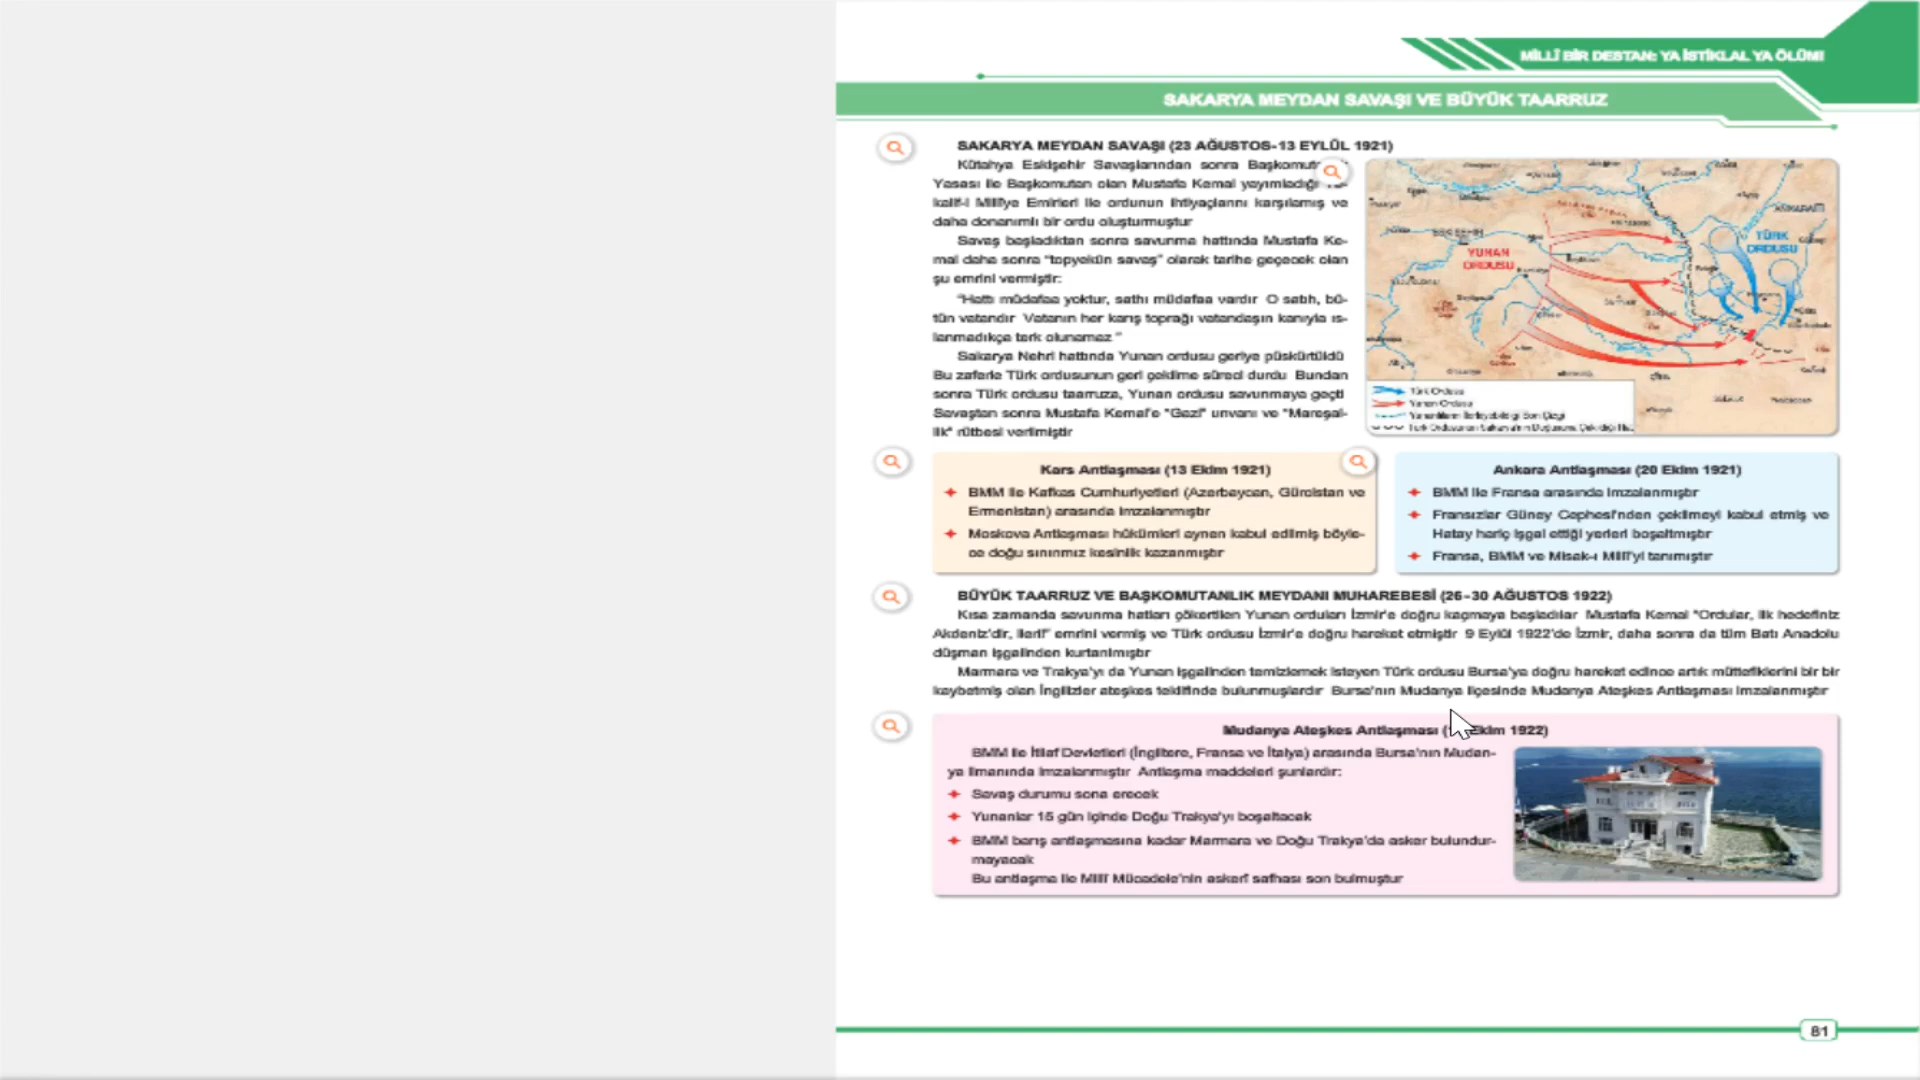 MİLLÎ BİR DESTAN: YA İSTİKLAL YA ÖLÜM!
SAKARYA MEYDAN SAVAŞI VE BÜYÜK TAARRUZ
SAKARYA MEYDAN SAVAŞI (23 AĞUSTOS-13 EYLÜL 1921)
Kütahya Eskişehir Savaşlarından sonra
Yasası ile Başkomutan olan Mustafa Kemal yayımladığı
kalif-i Milliye Emirleri ile ordunun ihtiyaçlarını karşılamış ve
daha donanımlı bir ordu oluşturmuştur
Savaş başladıktan sonra savunma hattında Mustafa Ke-
mal daha sonra "topyekûn savaş" olarak tarihe geçecek olan
şu emrini vermiştir:
"Hattı müdafaa yoktur, sathı müdafaa vardır O satıh, bü-
tün vatandır Vatanın her karış toprağı vatandaşın kanıyla ıs-
lanmadıkça terk olunamaz "
Sakarya Nehri hattında Yunan ordusu geriye püskürtüldü
Bu zaferle Türk ordusunun geri çekilme süreci durdu Bundan
sonra Türk ordusu taarruza, Yunan ordusu savunmaya geçti
Savaştan sonra Mustafa Kemal'e "Gazi" unvanı ve "Mareşal-
lik" rütbesi verilmiştir
YUNAN
ORDUSU
TÜRK
ORDUSU
Türk Ordusu
Yunan Ordusu
Kars Antlaşması (13 Ekim 1921)
✦ BMM ile Kafkas Cumhuriyetleri (Azerbaycan, Gürcistan ve
Ermenistan) arasında imzalanmıştır
✦ Moskova Antlaşması hükümleri aynen kabul edilmiş böyle-
ce doğu sınırımız kesinlik kazanmıştır
Ankara Antlaşması (20 Ekim 1921)
✦ BMM ile Fransa arasında imzalanmıştır
✦ Fransızlar Güney Cephesi'nden çekilmeyi kabul etmiş ve
Hatay hariç işgal ettiği yerleri boşaltmıştır
✦ Fransa, BMM ve Misak-ı Millî'yi tanımıştır
BÜYÜK TAARRUZ VE BAŞKOMUTANLIK MEYDANI MUHAREBESİ (26-30 AĞUSTOS 1922)
Kısa zamanda savunma hatları çökertilen Yunan orduları İzmir'e doğru kaçmaya başladılar Mustafa Kemal "Ordular, ilk hedefiniz
Akdeniz'dir, ileri!" emrini vermiş ve Türk ordusu İzmir'e doğru hareket etmiştir 9 Eylül 1922'de İzmir, daha sonra da tüm Batı Anadolu
düşman işgalinden kurtarılmıştır
Marmara ve Trakya'yı da Yunan işgalinden temizlemek isteyen Türk ordusu Bursa'ya doğru hareket edince artık müttefiklerini bir bir
kaybetmiş olan İngilizler ateşkes teklifinde bulunmuşlardır Bursa'nın Mudanya ilçesinde Mudanya Ateşkes Antlaşması imzalanmıştır
Mudanya Ateşkes Antlaşması ( Ekim 1922)
BMM ile İtilaf Devletleri (İngiltere, Fransa ve İtalya) arasında Bursa'nın Mudan-
ya limanında imzalanmıştır Antlaşma maddeleri şunlardır:
✦ Savaş durumu sona erecek
✦ Yunanlar 15 gün içinde Doğu Trakya'yı boşaltacak
✦ BMM barış antlaşmasına kadar Marmara ve Doğu Trakya'da asker bulundur-
mayacak
Bu antlaşma ile Millî Mücadele'nin askerî safhası son bulmuştur
81